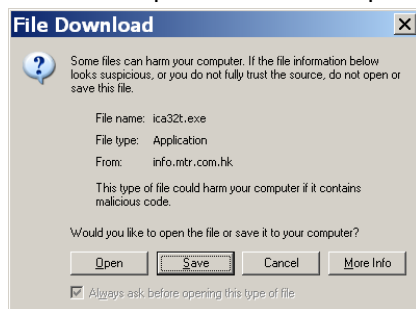 File Download
Some files can harm your computer. If the file information below
looks suspicious, or you do not fully trust the source, do not open or
save this file.
File name: ica32t.exe
File type: Application
From: info.mtr.com.hk
This type of file could harm your computer if it contains
malicious code.
Would you like to open the file or save it to your computer?
Open Save Cancel More Info
Always ask before opening this type of file